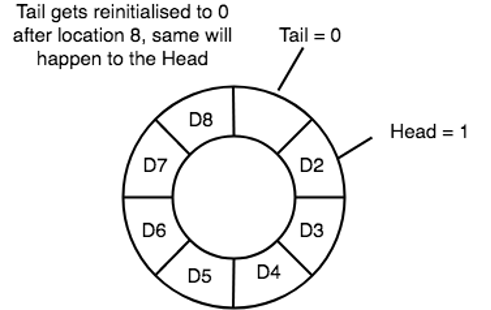 Tail gets reinitialised to 0
after location 8, same will
happen to the Head
Tail = 0
Head = 1
D8
D7
D2
D6
D3
D5
D4